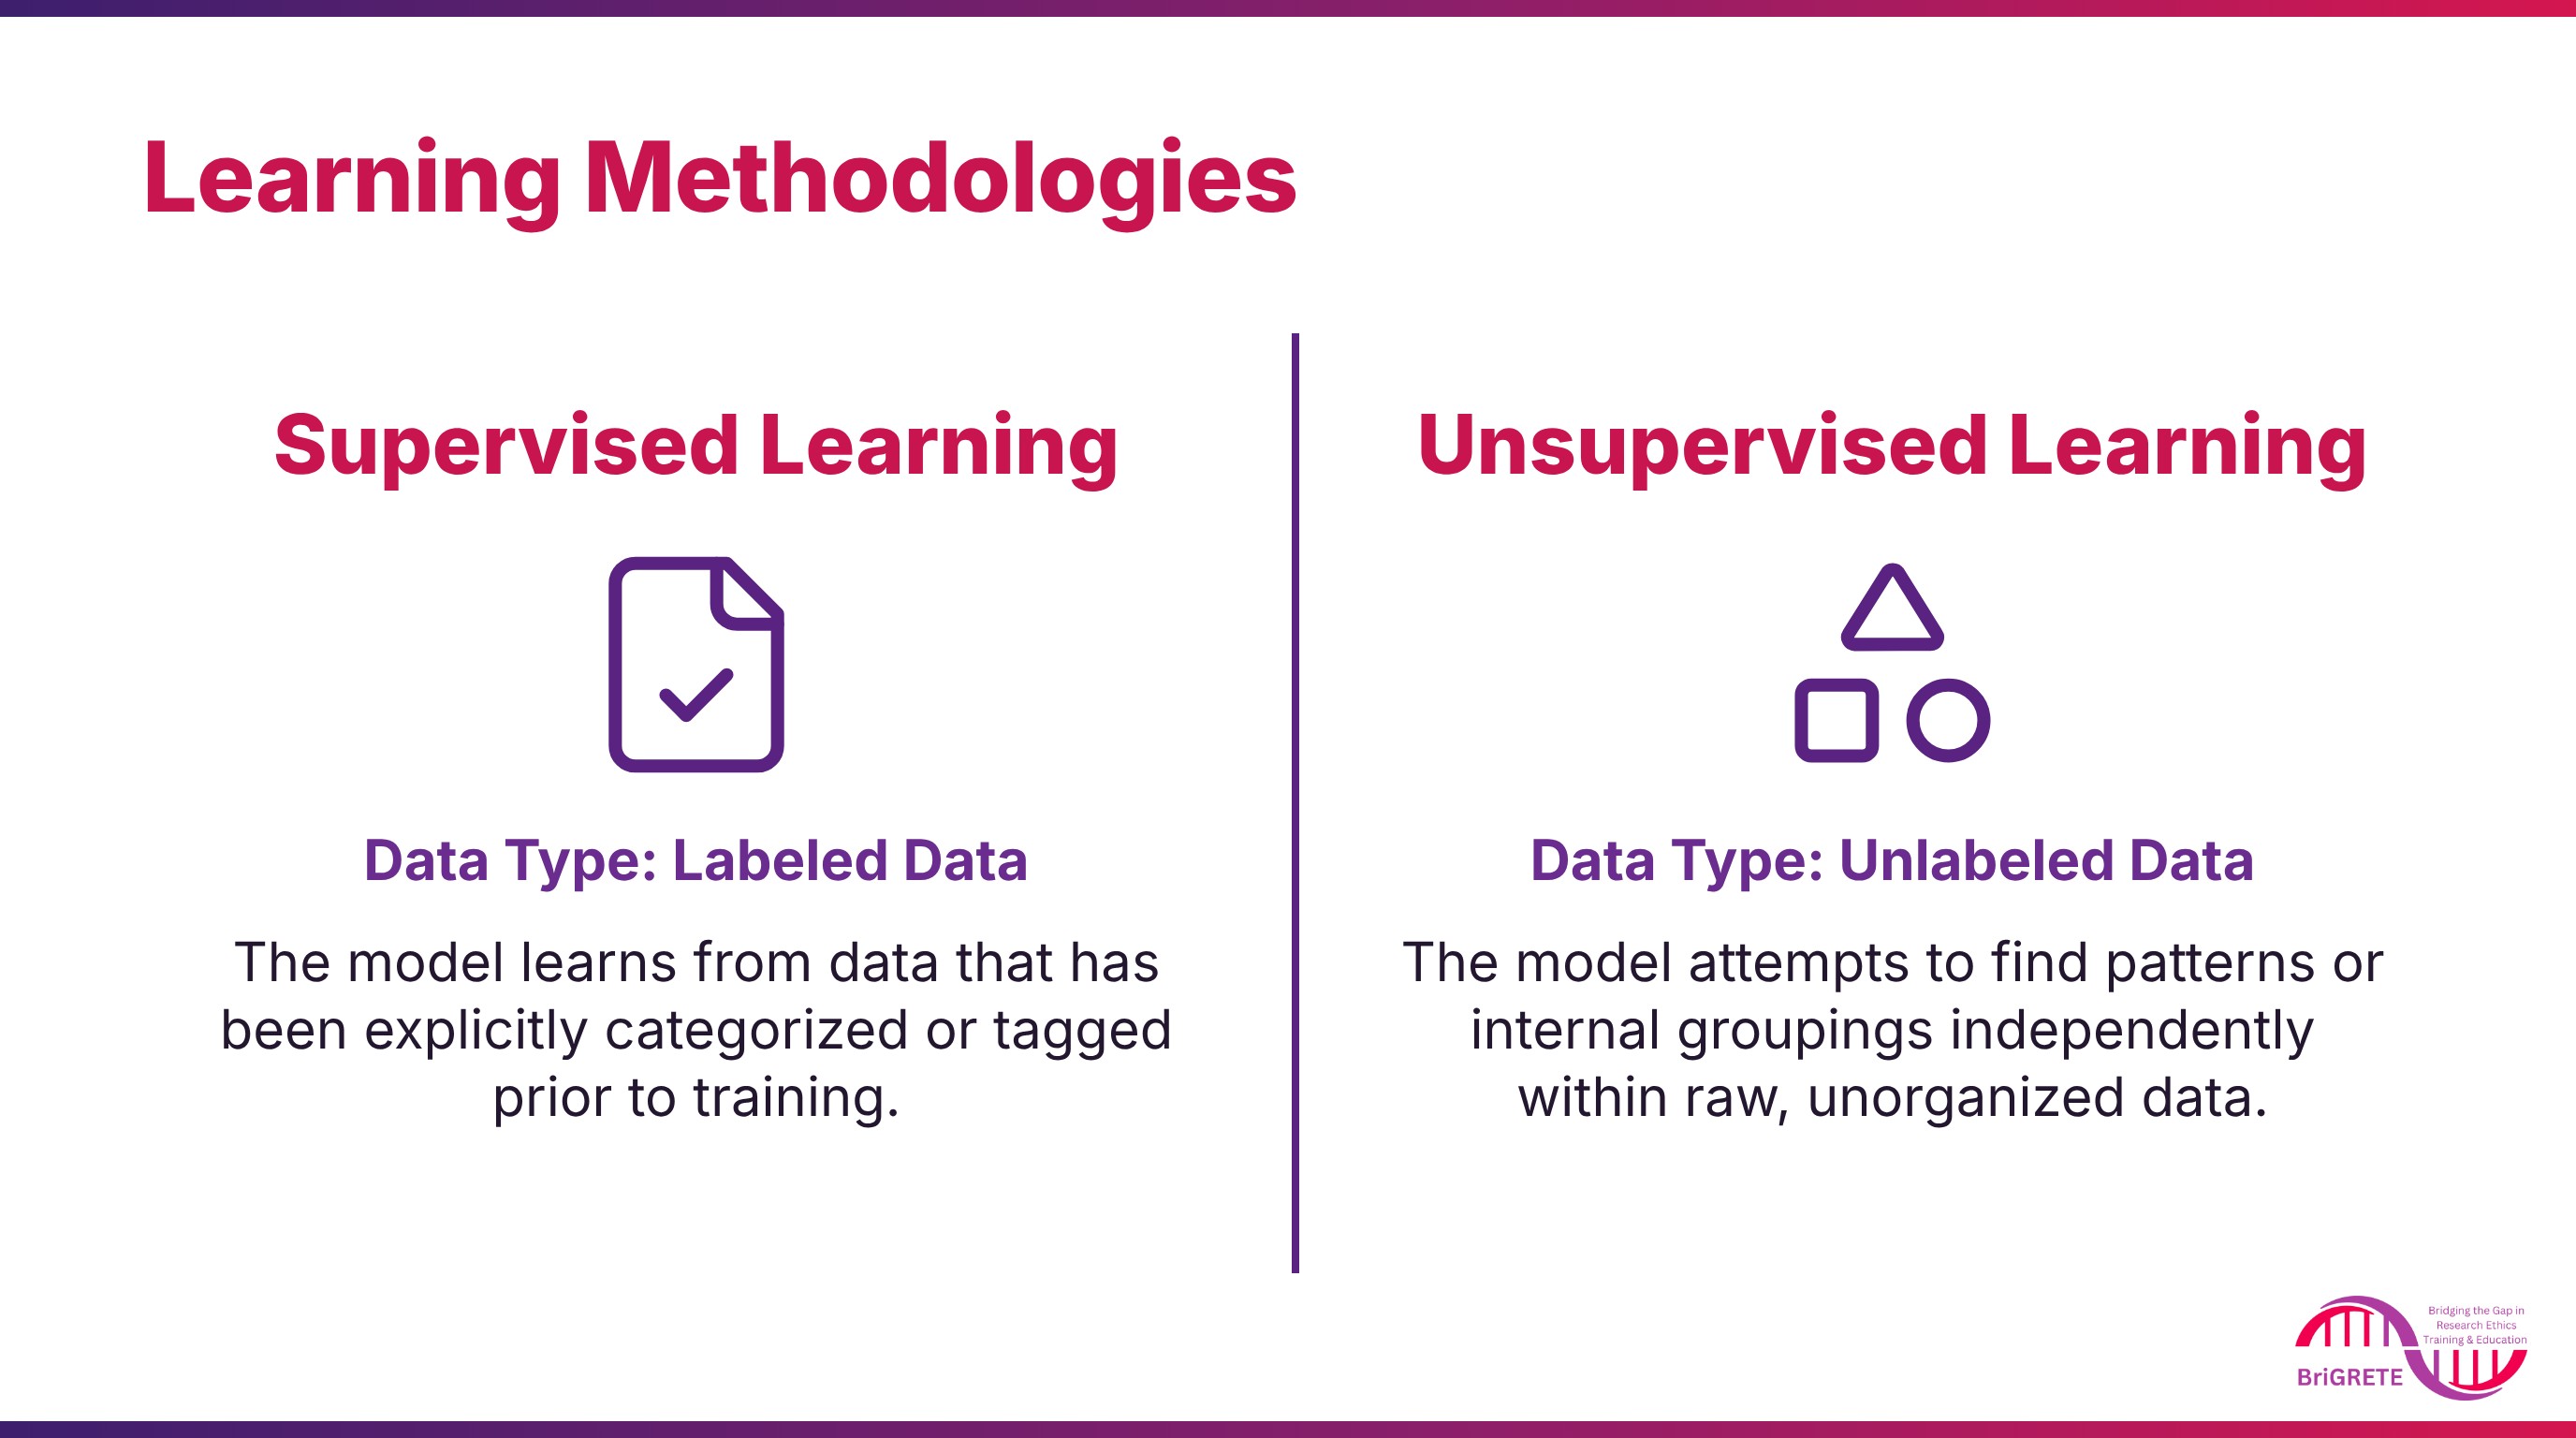 Learning Methodologies
Supervised Learning
Data Type: Labeled Data
The model learns from data that has
been explicitly categorized or tagged
prior to training.
Unsupervised Learning
Data Type: Unlabeled Data
The model attempts to find patterns or
internal groupings independently
within raw, unorganized data.
Bridging the Gap in
Research Ethics
Training & Education
BriGRETE